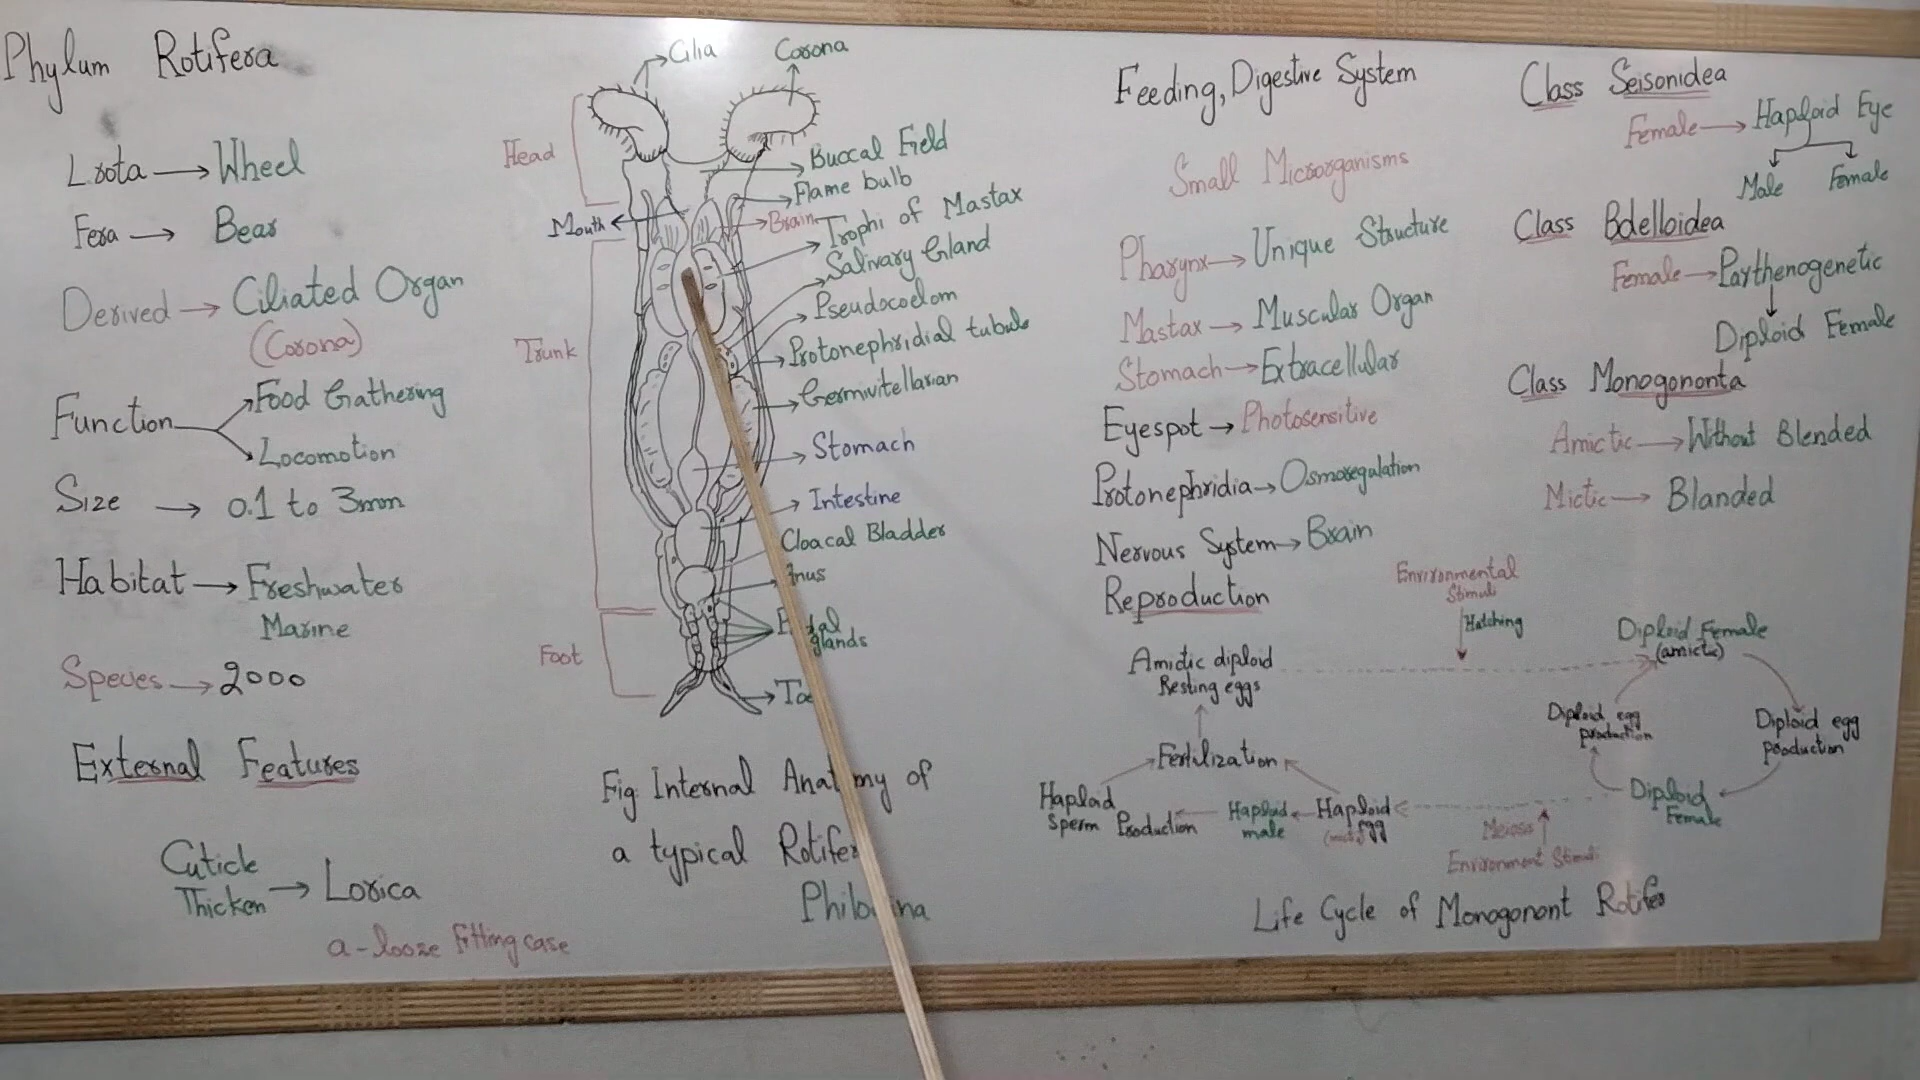 Phylum Rotifera
Lrota → Wheel
Fera → Bear
Derived → Ciliated Organ
(Corona)
Function → Food Gathering
→ Locomotion
Size → 0.1 to 3mm
Habitat → Freshwater
Marine
Species → 2000
External Features
Cuticle
Thicken → Lorica
a-looze fitting case
Cilia
Corona
Head
Buccal Field
Flame bulb
Mouth
Brain
Trophi of Mastax
Salivary Gland
Pseudocoelom
Trunk
Protonephridial tubule
Germivitellarian
Stomach
Intestine
Cloacal Bladder
Anus
glands
Foot
Fig Internal
of
a typical Rotifer
Feeding, Digestive System
Small Microorganisms
Pharynx → Unique Structure
Mastax → Muscular Organ
Stomach → Extracellular
Eyespot → Photosensitive
Protonephridia → Osmoregulation
Nervous System → Brain
Reproduction
Class Seisonidea
Female → Haploid Eye
Male Female
Class Bdelloidea
Female → Parthenogenetic
Diploid Female
Class Monogononta
Amictic → Without Blended
Mictic → Blanded
Environmental
Stimuli
Hatching
Amictic diploid
Resting eggs
Diploid Female
(amictic)
Diploid egg
production
Diploid egg
production
Diploid
Female
Fertilization
Haploid
Sperm Production
Haploid
male
Haploid
Egg
Meiosis
Environment Stimuli
Life Cycle of Monogonont Rotifer